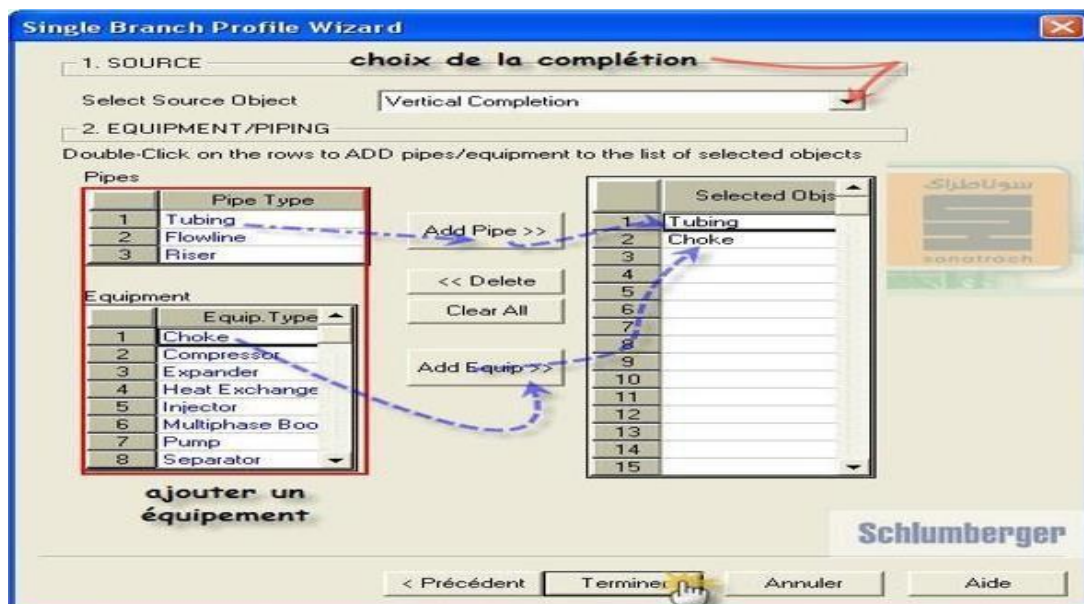 Single Branch Profile Wizard
1. SOURCE
choix de la complétion
Select Source Object
Vertical Completion
2. EQUIPMENT/PIPING
Double-Click on the rows to ADD pipes/equipment to the list of selected objects
Pipes
Pipe Type
1 Tubing
2 Flowline
3 Riser
Equipment
Equip.Type
1 Choke
2 Compressor
3 Expander
4 Heat Exchange
5 Injector
6 Multiphase Boo
7 Pump
8 Separator
ajouter un
équipement
Add Pipe >>
<< Delete
Clear All
Add Equip >>
Selected Objs
1 Tubing
2 Choke
3
4
5
6
7
8
9
10
11
12
13
14
15
سوناطراك
sonatrach
Schlumberger
< Précédent
Terminer
Annuler
Aide